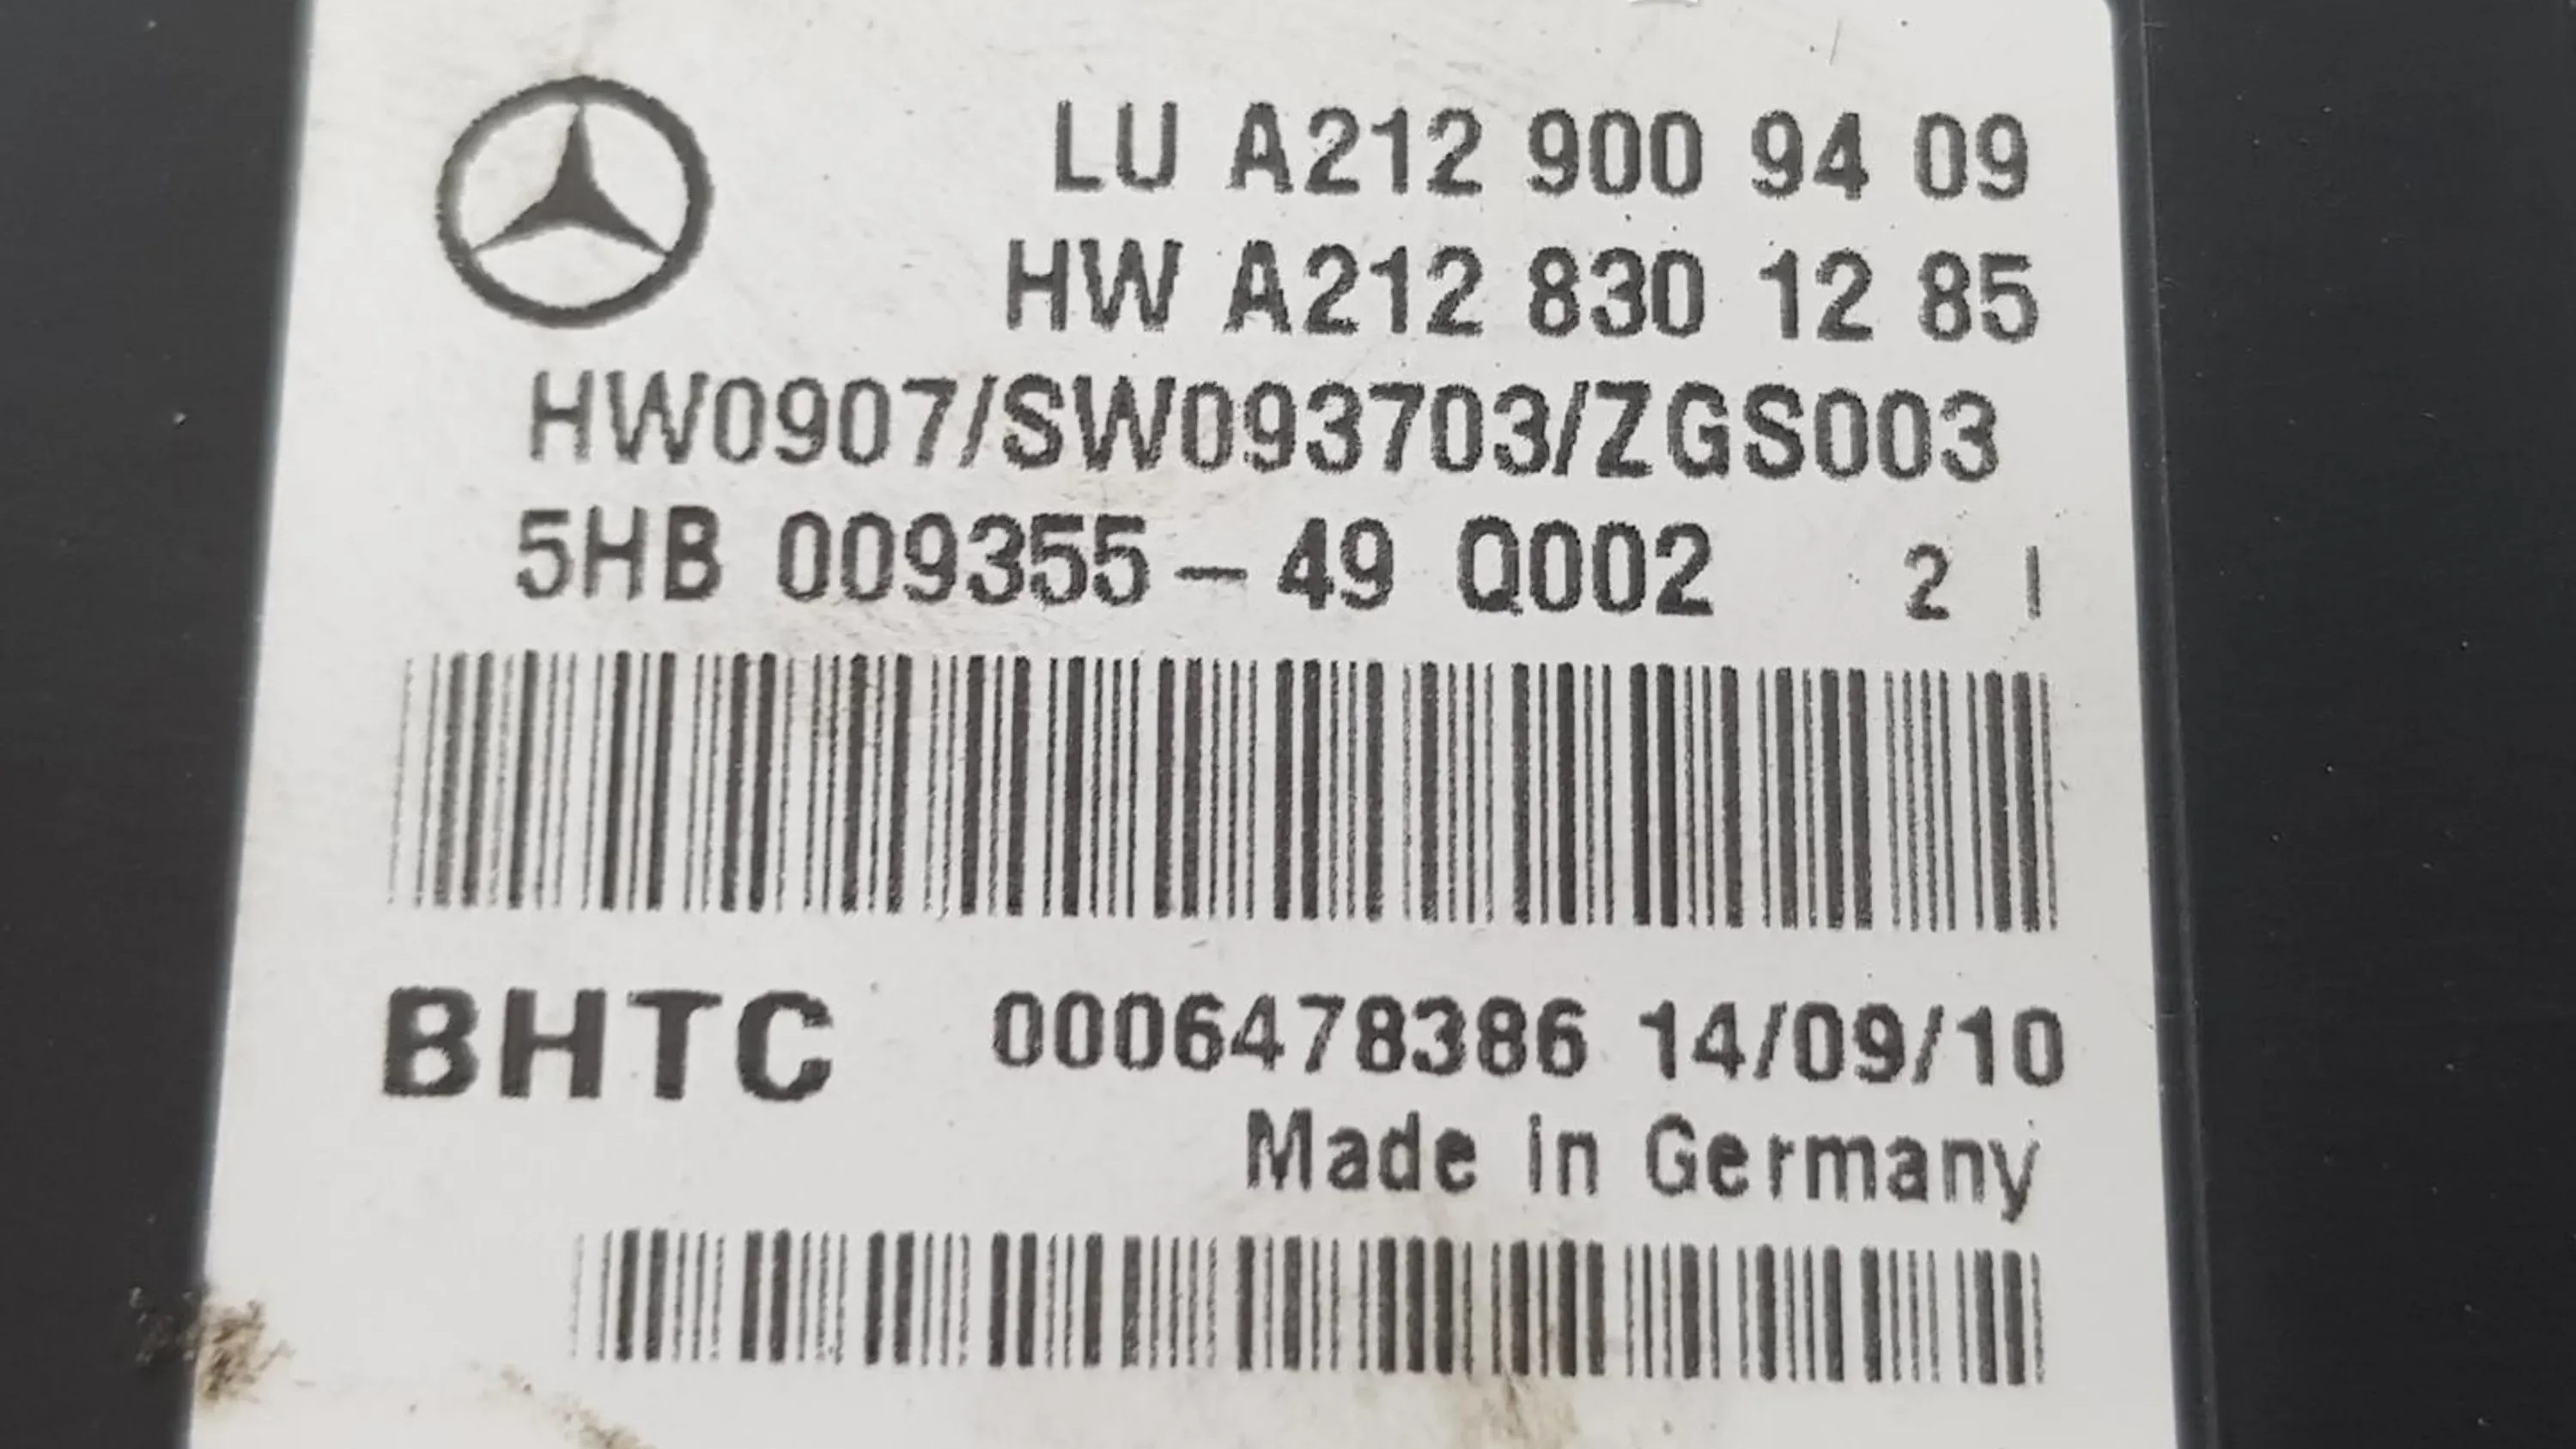 LU A212 900 94 09
HW A212 830 12 85
HW0907/SW093703/ZGS003
5HB 009355-49 Q002 2 I
BHTC 0006478386 14/09/10
Made in Germany